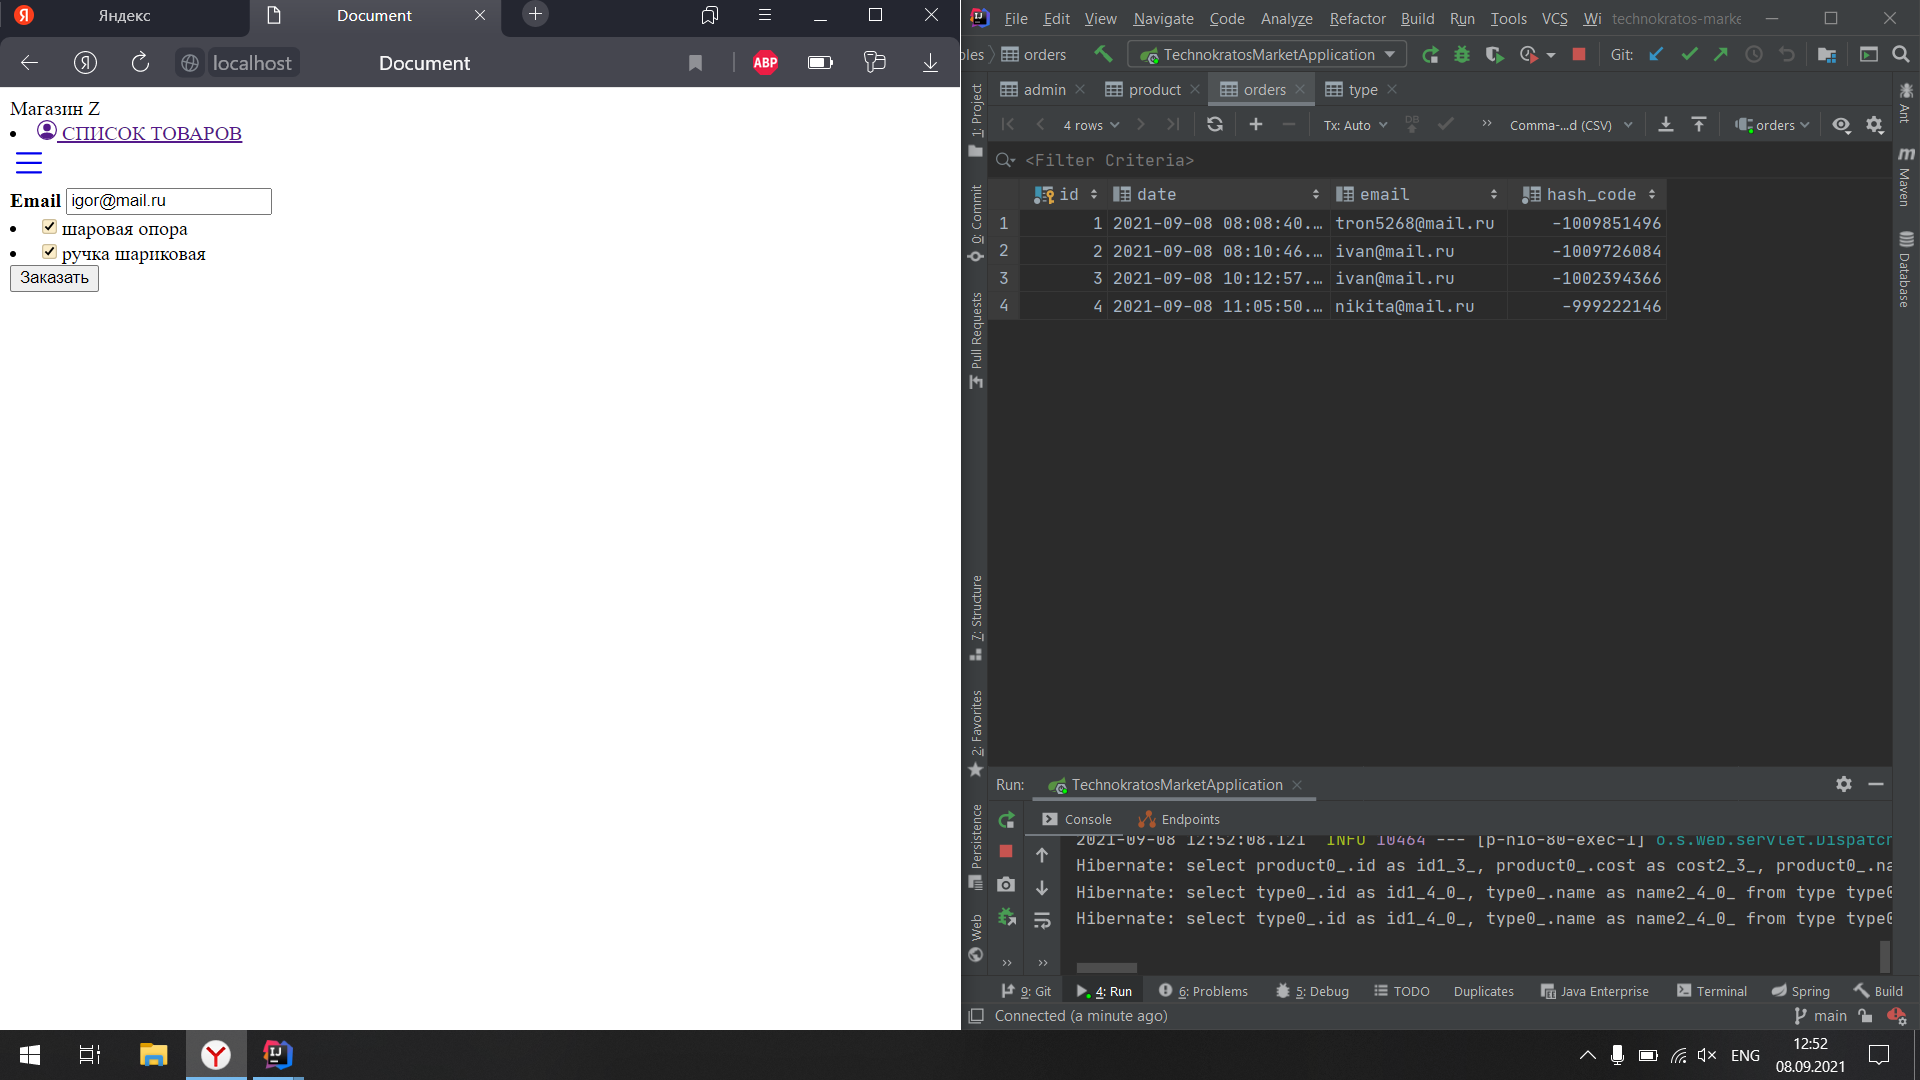 Яндекс
Document
localhost
Document
ABP
Магазин Z
СПИСОК ТОВАРОВ
Email igor@mail.ru
шаровая опора
ручка шариковая
Заказать
File Edit View Navigate Code Analyze Refactor Build Run Tools VCS Wi technokratos-marke
ples orders TechnokratosMarketApplication Git:
admin product orders type
4 rows Tx: Auto DB Comma-...d (CSV) orders
<Filter Criteria>
id date email hash_code
1 1 2021-09-08 08:08:40.… tron5268@mail.ru -1009851496
2 2 2021-09-08 08:10:46.… ivan@mail.ru -1009726084
3 3 2021-09-08 10:12:57.… ivan@mail.ru -1002394366
4 4 2021-09-08 11:05:50.… nikita@mail.ru -999222146
1: Project
0: Commit
Pull Requests
7: Structure
2: Favorites
Persistence
Web
Ant
Maven
Database
Run: TechnokratosMarketApplication
Console Endpoints
2021-09-08 12:52:08.121 INFO 10464 --- [p-nio-80-exec-1] o.s.web.servlet.Dispatch
Hibernate: select product0_.id as id1_3_, product0_.cost as cost2_3_, product0_.na
Hibernate: select type0_.id as id1_4_0_, type0_.name as name2_4_0_ from type type0
Hibernate: select type0_.id as id1_4_0_, type0_.name as name2_4_0_ from type type0
9: Git 4: Run 6: Problems 5: Debug TODO Duplicates Java Enterprise Terminal Spring Build
Connected (a minute ago) main
ENG
12:52
08.09.2021